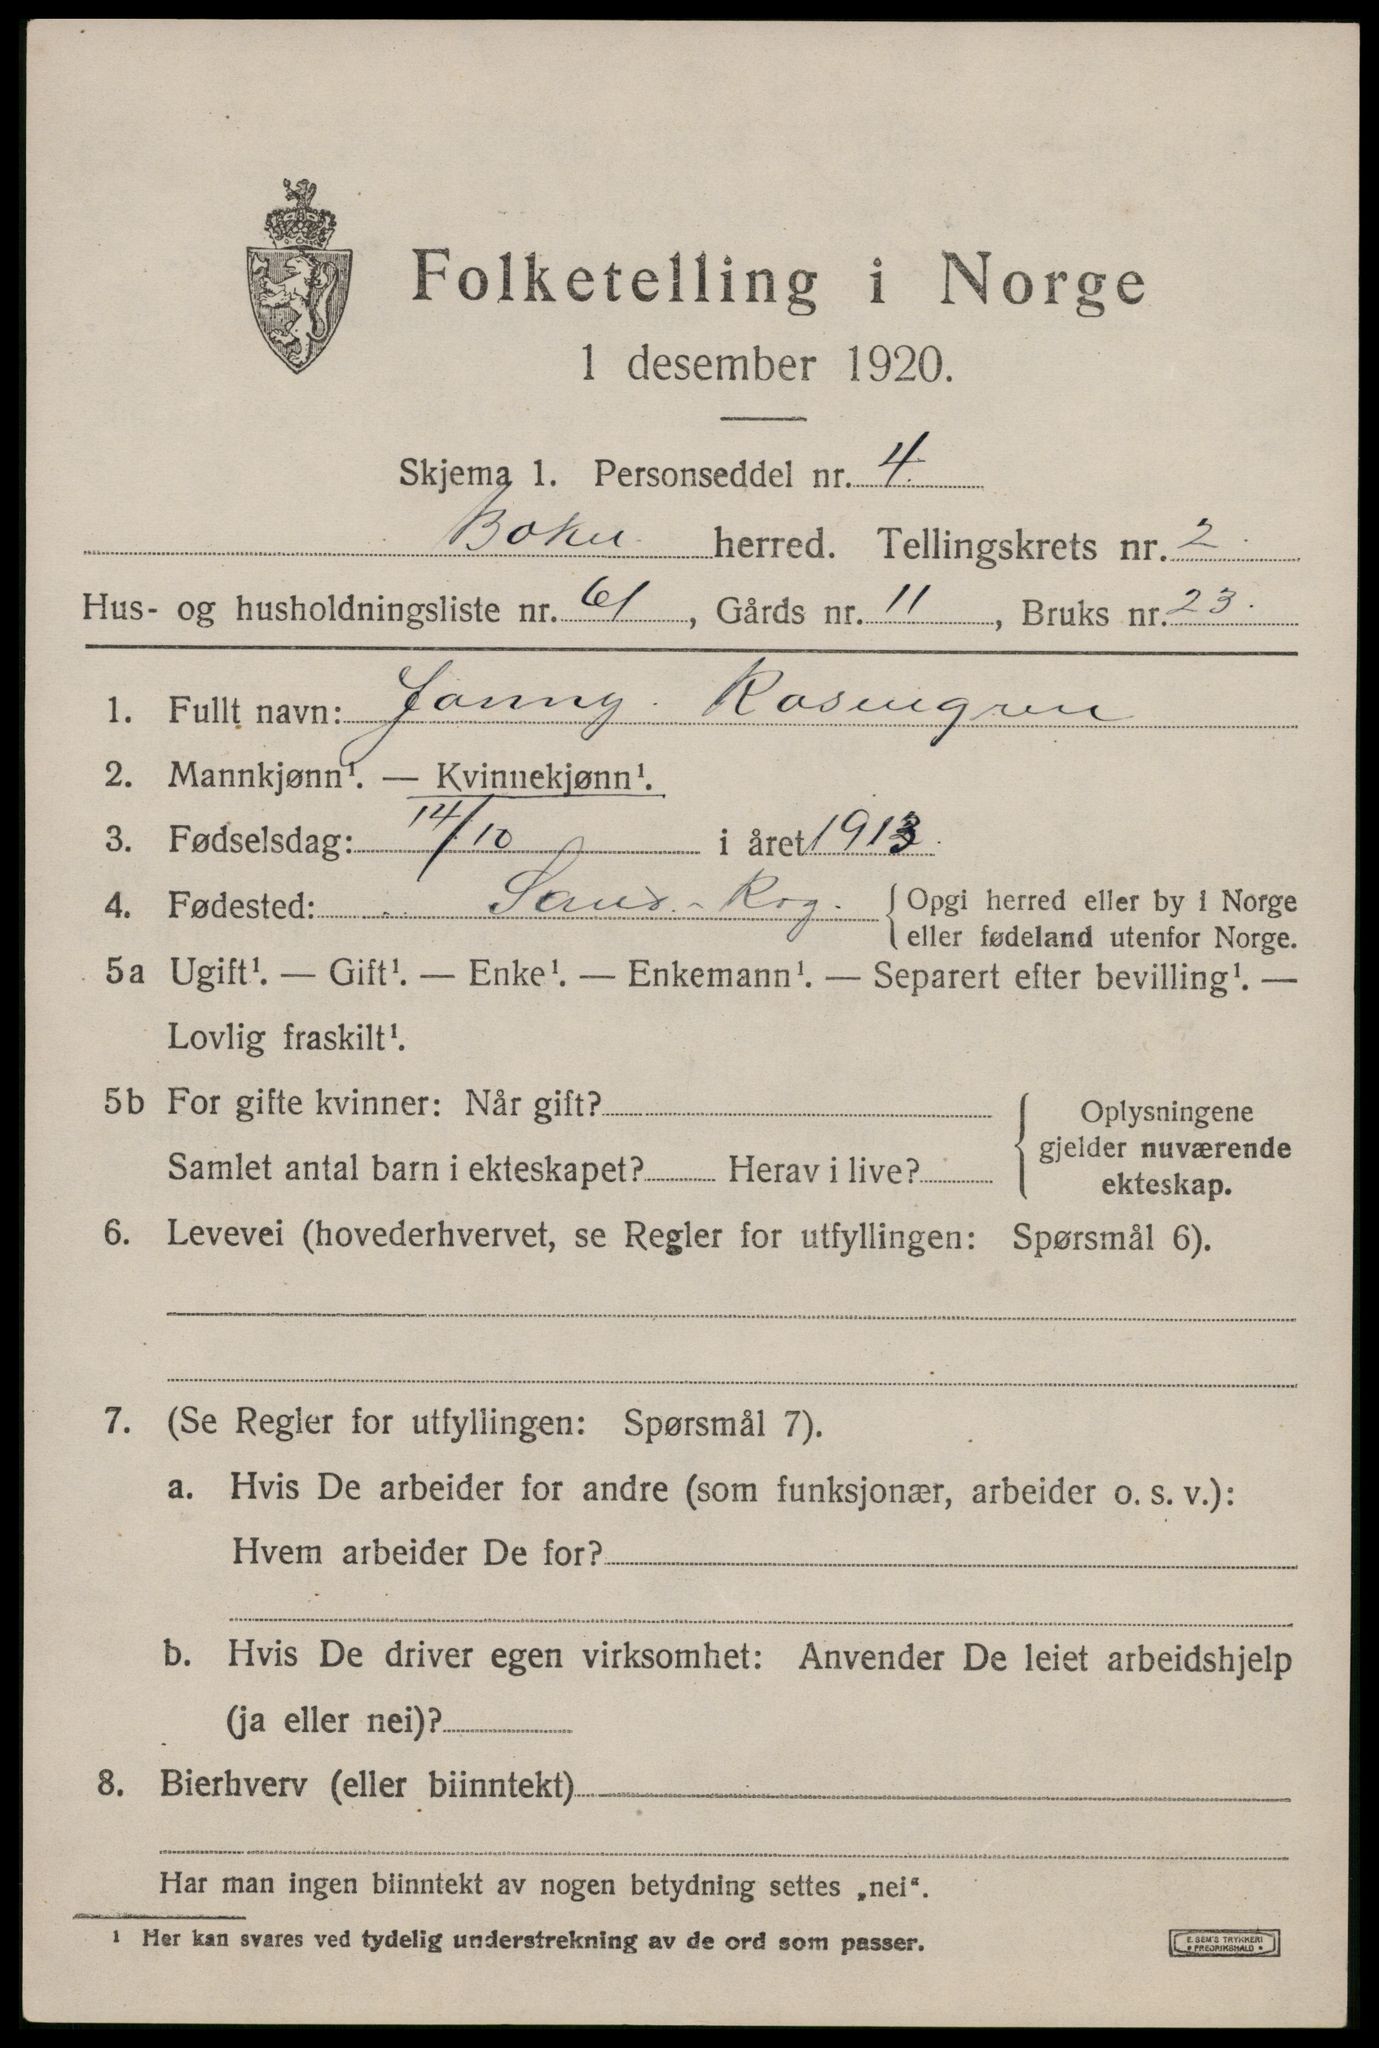 Folketelling i Norge
1 desember 1920.
Skjema 1. Personseddel nr. 4
Bokn herred. Tellingskrets nr. 2.
Hus- og husholdningsliste nr. 61, Gårds nr. 11, Bruks nr. 23.
1. Fullt navn: Jonny Rosengren
2. Mannkjønn¹. — Kvinnekjønn¹.
3. Fødselsdag: 14/10 i året 1913.
4. Fødested: Saud. - Rog. { Opgi herred eller by i Norge
eller fødeland utenfor Norge.
5a Ugift¹. — Gift¹. — Enke¹. — Enkemann¹. — Separert efter bevilling¹. —
Lovlig fraskilt¹.
5b For gifte kvinner: Når gift? { Oplysningene
gjelder nuværende
ekteskap.
Samlet antal barn i ekteskapet? Herav i live?
6. Levevei (hovederhvervet, se Regler for utfyllingen: Spørsmål 6).
7. (Se Regler for utfyllingen: Spørsmål 7).
a. Hvis De arbeider for andre (som funksjonær, arbeider o. s. v.):
Hvem arbeider De for?
b. Hvis De driver egen virksomhet: Anvender De leiet arbeidshjelp
(ja eller nei)?
8. Bierhverv (eller biinntekt)
Har man ingen biinntekt av nogen betydning settes „nei“.
¹ Her kan svares ved tydelig understrekning av de ord som passer.
E. SEM'S TRYKKERI
• FREDRIKSHALD •